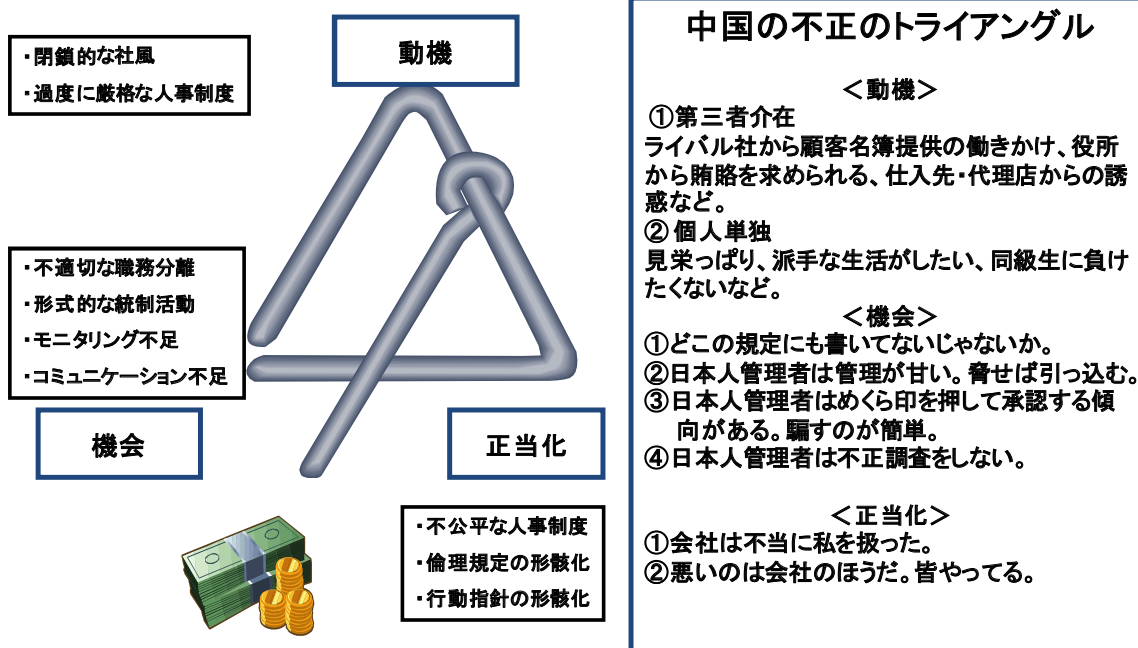 ・閉鎖的な社風
・過度に厳格な人事制度
動機
・不適切な職務分離
・形式的な統制活動
・モニタリング不足
・コミュニケーション不足
機会
正当化
・不公平な人事制度
・倫理規定の形骸化
・行動指針の形骸化
中国の不正のトライアングル
＜動機＞
①第三者介在
ライバル社から顧客名簿提供の働きかけ、役所
から賄賂を求められる、仕入先・代理店からの誘
惑など。
②個人単独
見栄っぱり、派手な生活がしたい、同級生に負け
たくないなど。
＜機会＞
①どこの規定にも書いてないじゃないか。
②日本人管理者は管理が甘い。脅せば引っ込む。
③日本人管理者はめくら印を押して承認する傾
向がある。騙すのが簡単。
④日本人管理者は不正調査をしない。
＜正当化＞
①会社は不当に私を扱った。
②悪いのは会社のほうだ。皆やってる。